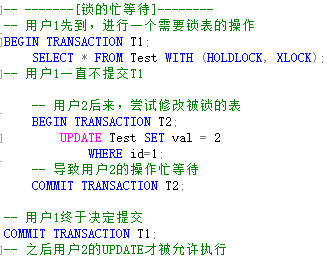 -- -------[锁的忙等待]--------
-- 用户1先到，进行一个需要锁表的操作
BEGIN TRANSACTION T1;
SELECT * FROM Test WITH (HOLDLOCK, XLOCK);
-- 用户1一直不提交T1
-- 用户2后来，尝试修改被锁的表
BEGIN TRANSACTION T2;
UPDATE Test SET val = 2
WHERE id=1;
-- 导致用户2的操作忙等待
COMMIT TRANSACTION T2;
-- 用户1终于决定提交
COMMIT TRANSACTION T1;
-- 之后用户2的UPDATE才被允许执行